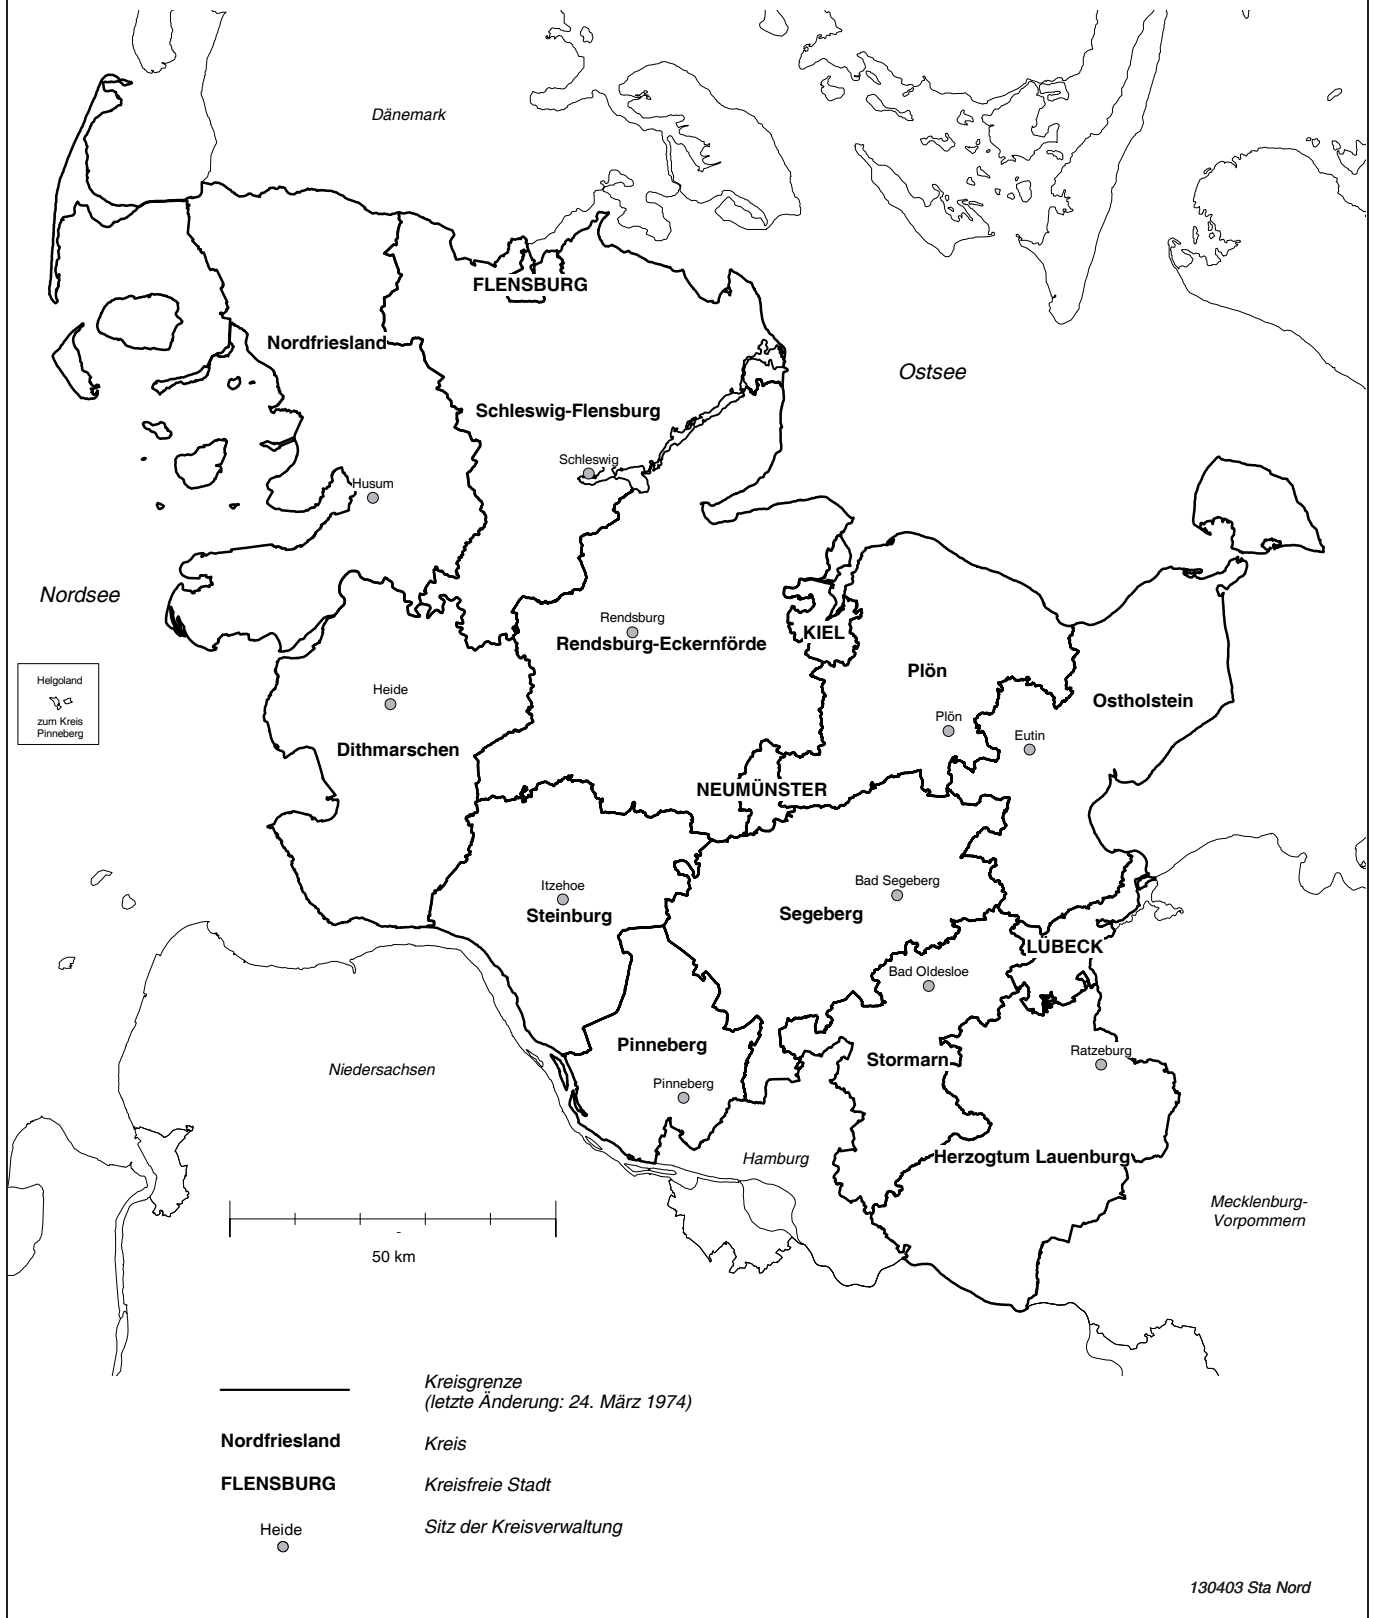 Dänemark
FLENSBURG
Nordfriesland
Ostsee
Schleswig-Flensburg
Schleswig
Husum
Nordsee
Rendsburg
Rendsburg-Eckernförde
KIEL
Helgoland
zum Kreis
Pinneberg
Heide
Dithmarschen
Plön
Plön
Ostholstein
Eutin
NEUMÜNSTER
Itzehoe
Steinburg
Bad Segeberg
Segeberg
LÜBECK
Bad Oldesloe
Pinneberg
Pinneberg
Stormarn
Ratzeburg
Niedersachsen
Hamburg
Herzogtum Lauenburg
Mecklenburg-
Vorpommern
50 km
Kreisgrenze
(letzte Änderung: 24. März 1974)
Nordfriesland
Kreis
FLENSBURG
Kreisfreie Stadt
Heide
Sitz der Kreisverwaltung
130403 Sta Nord